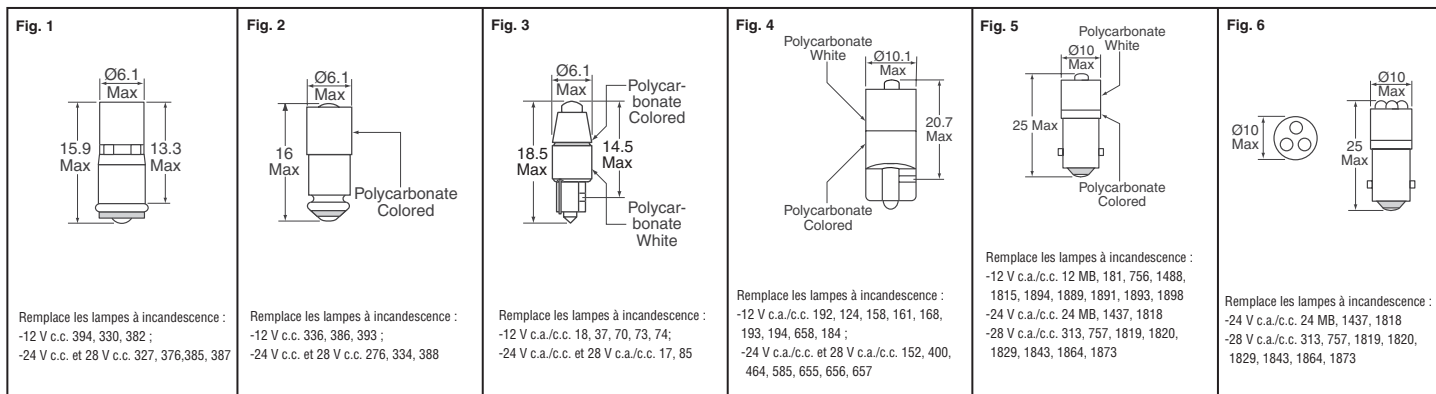 Fig. 1
Ø6.1
Max
15.9
Max
13.3
Max
Remplace les lampes à incandescence :
-12 V c.c. 394, 330, 382 ;
-24 V c.c. et 28 V c.c. 327, 376,385, 387
Fig. 2
Ø6.1
Max
16
Max
Polycarbonate
Colored
Remplace les lampes à incandescence :
-12 V c.c. 336, 386, 393 ;
-24 V c.c. et 28 V c.c. 276, 334, 388
Fig. 3
Ø6.1
Max
Polycar-
bonate
Colored
18.5
Max
14.5
Max
Polycar-
bonate
White
Remplace les lampes à incandescence :
-12 V c.a./c.c. 18, 37, 70, 73, 74;
-24 V c.a./c.c. et 28 V c.a./c.c. 17, 85
Fig. 4
Polycarbonate
White
Ø10.1
Max
20.7
Max
Polycarbonate
Colored
Remplace les lampes à incandescence :
-12 V c.a./c.c. 192, 124, 158, 161, 168,
193, 194, 658, 184 ;
-24 V c.a./c.c. et 28 V c.a./c.c. 152, 400,
464, 585, 655, 656, 657
Fig. 5
Polycarbonate
White
Ø10
Max
25 Max
Polycarbonate
Colored
Remplace les lampes à incandescence :
-12 V c.a./c.c. 12 MB, 181, 756, 1488,
1815, 1894, 1889, 1891, 1893, 1898
-24 V c.a./c.c. 24 MB, 1437, 1818
-28 V c.a./c.c. 313, 757, 1819, 1820,
1829, 1843, 1864, 1873
Fig. 6
Ø10
Max
Ø10
Max
25
Max
Remplace les lampes à incandescence :
-24 V c.a./c.c. 24 MB, 1437, 1818
-28 V c.a./c.c. 313, 757, 1819, 1820,
1829, 1843, 1864, 1873